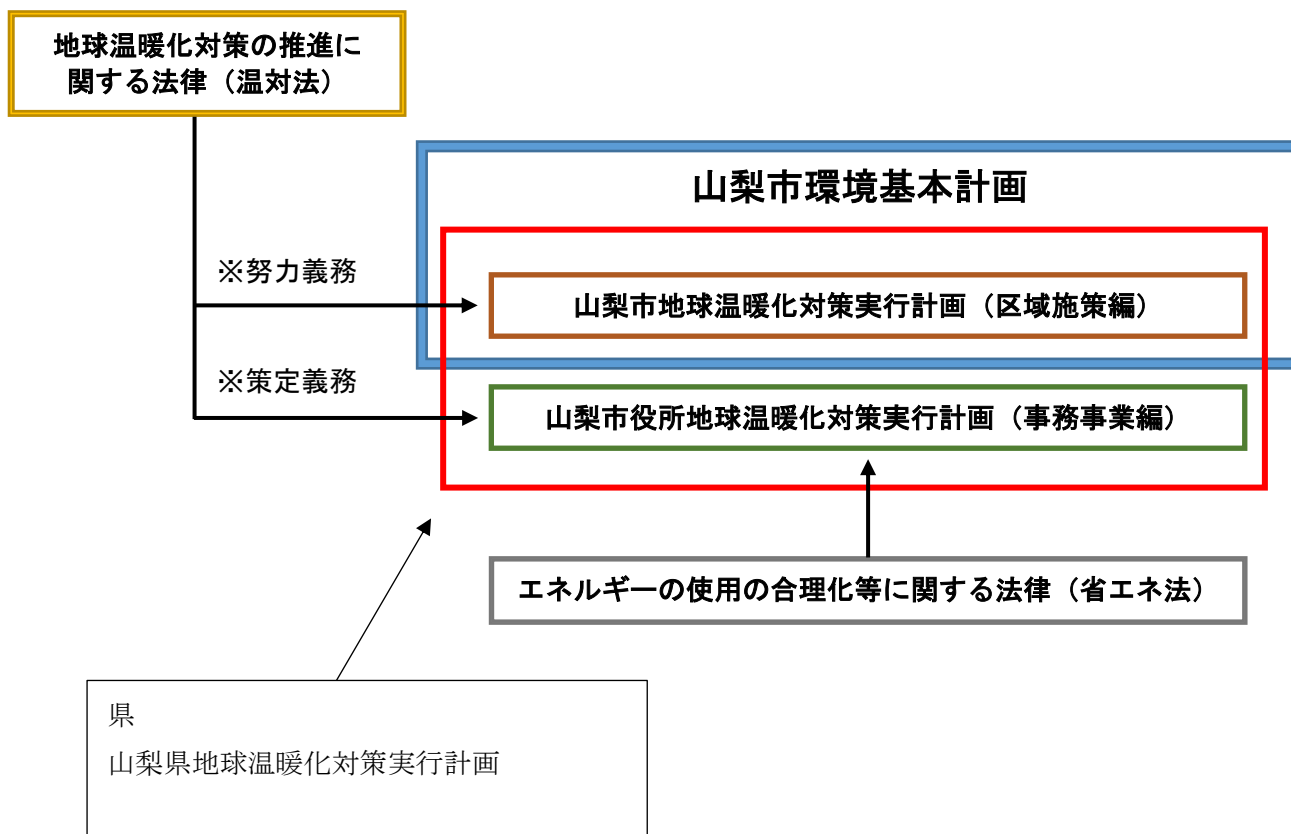 地球温暖化対策の推進に
関する法律（温対法）
山梨市環境基本計画
※努力義務
山梨市地球温暖化対策実行計画（区域施策編）
※策定義務
山梨市役所地球温暖化対策実行計画（事務事業編）
エネルギーの使用の合理化等に関する法律（省エネ法）
県
山梨県地球温暖化対策実行計画